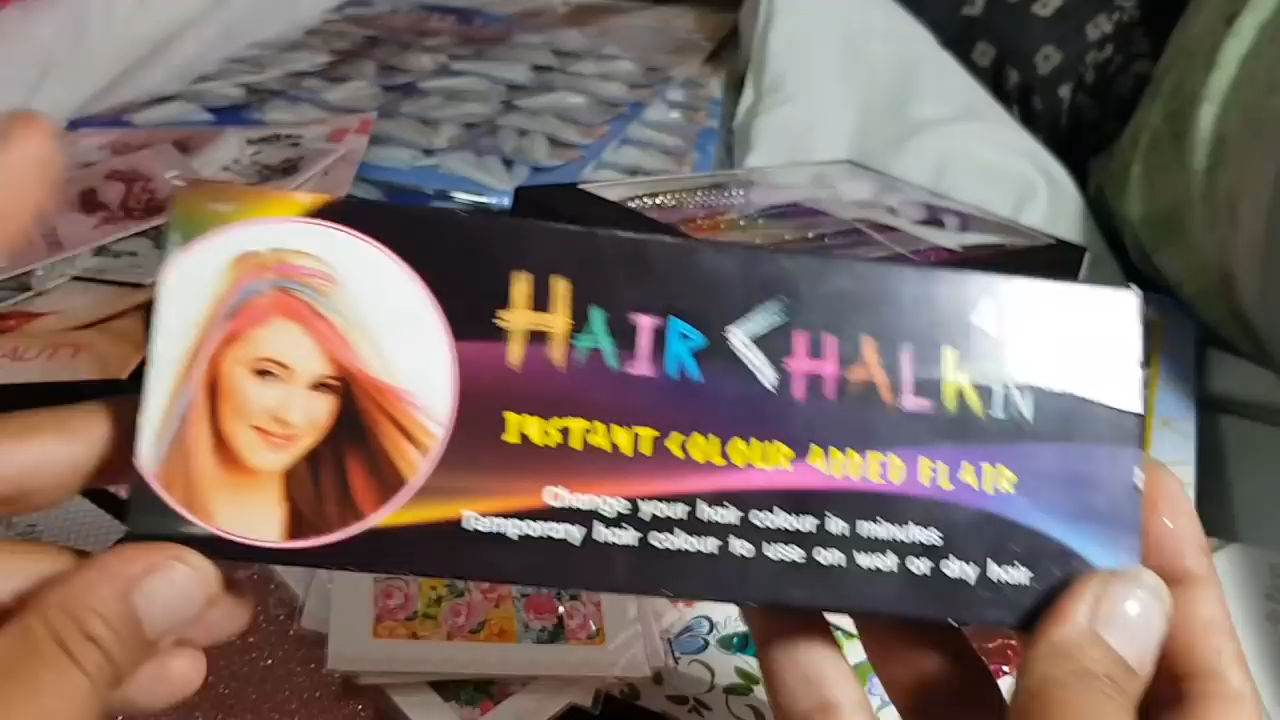 HAIR CHALKIN
INSTANT COLOUR ADDED FLAIR
Change your hair colour in minutes
Temporary hair colour to use on wet or dry hair